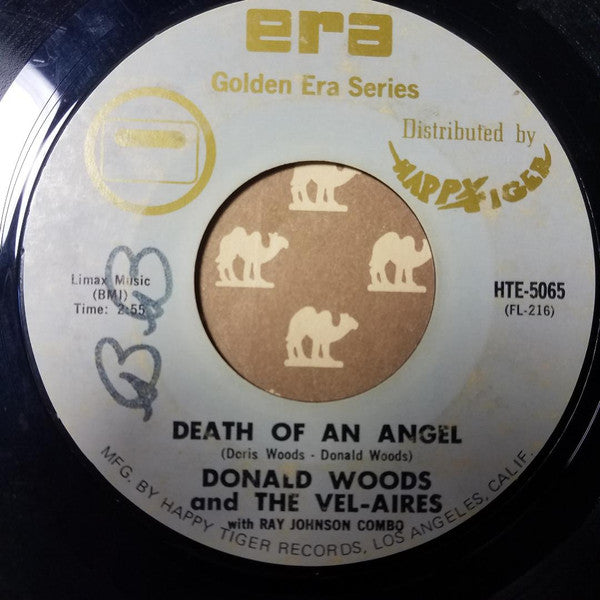 era
Golden Era Series
Distributed by
HAPPY TIGER
Limax Music
(BMI)
Time: 2:55
HTE-5065
(FL-216)
DEATH OF AN ANGEL
(Doris Woods - Donald Woods)
DONALD WOODS
and THE VEL-AIRES
with RAY JOHNSON COMBO
MFG. BY HAPPY TIGER RECORDS, LOS ANGELES, CALIF.